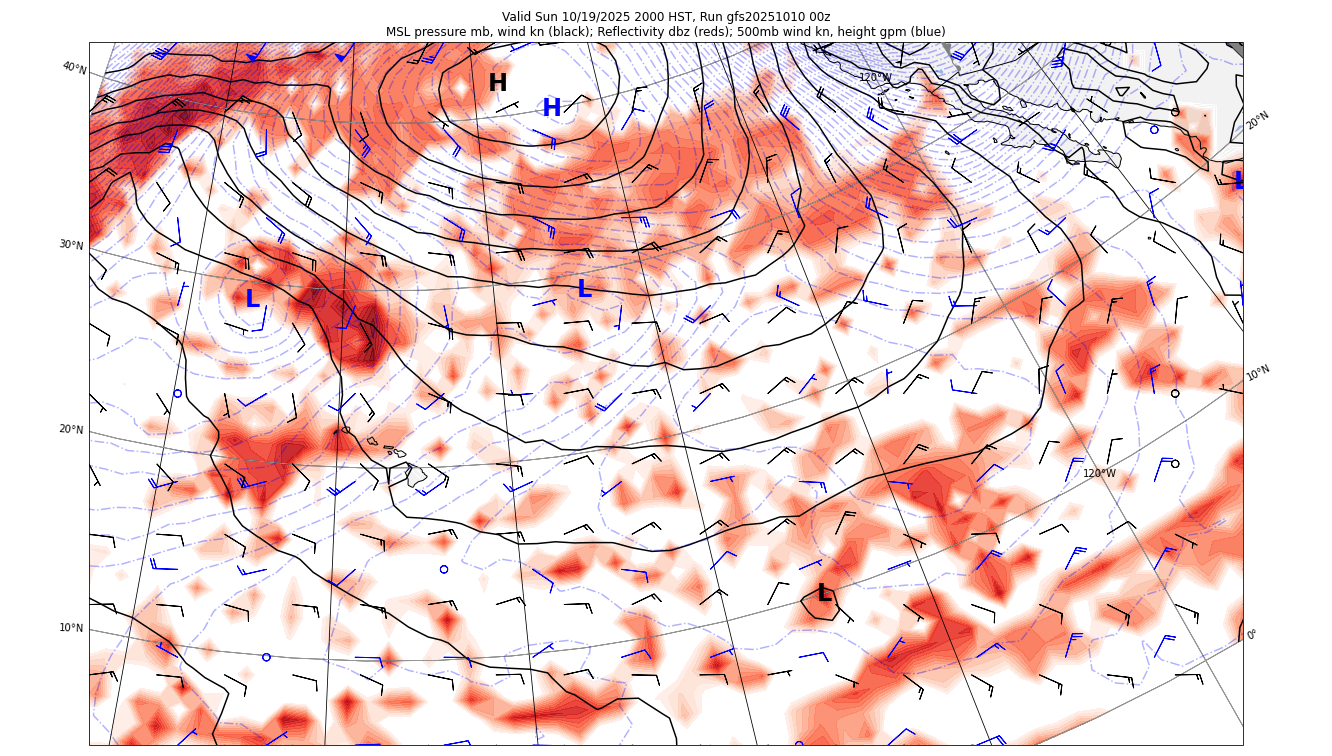 Valid Sun 10/19/2025 2000 HST, Run gfs20251010 00z
MSL pressure mb, wind kn (black); Reflectivity dbz (reds); 500mb wind kn, height gpm (blue)
40°N
H
H
120°W
20°N
L
30°N
L
L
10°N
20°N
120°W
L
10°N
0°